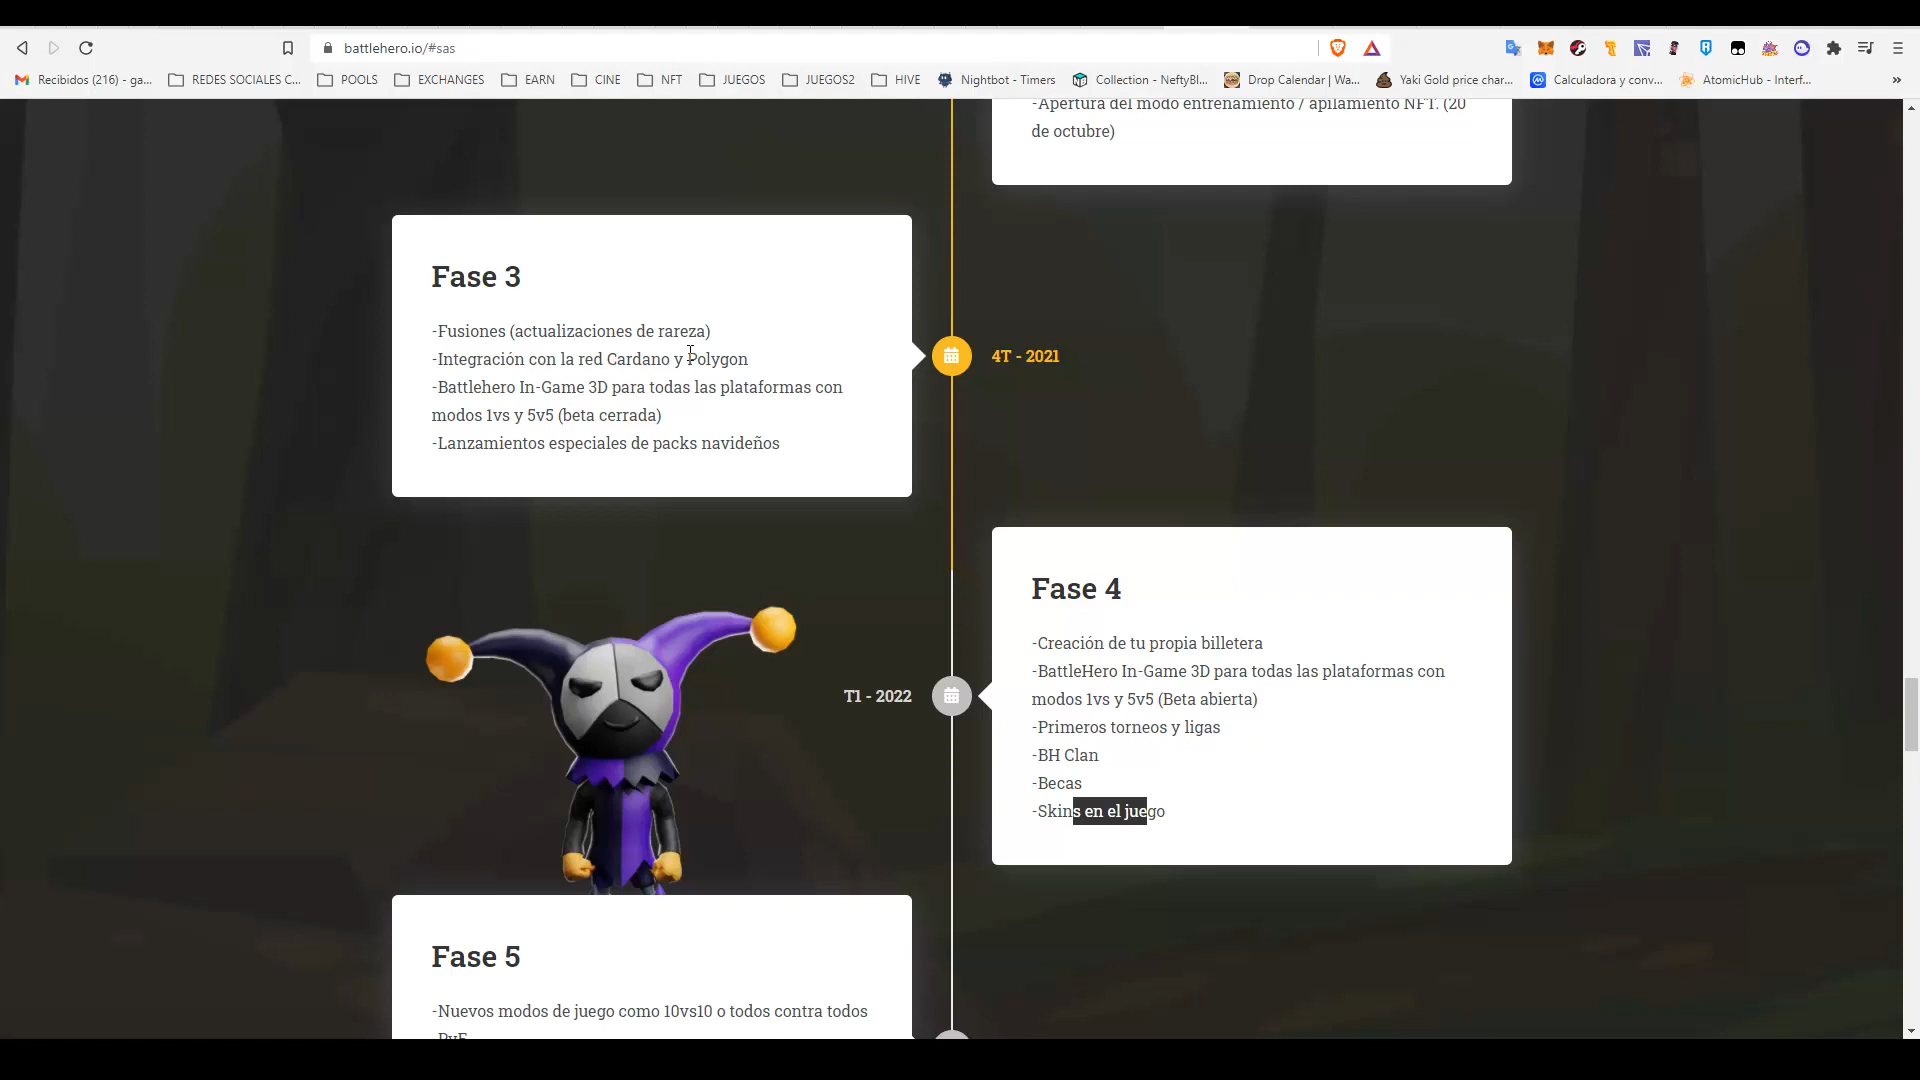 battlehero.io/#sas
Recibidos (216) - ga...
REDES SOCIALES C...
POOLS
EXCHANGES
EARN
CINE
NFT
JUEGOS
JUEGOS2
HIVE
Nightbot - Timers
Collection - NeftyBl...
Drop Calendar | Wa...
Yaki Gold price char...
Calculadora y conv...
AtomicHub - Interf...
»
-Apertura del modo entrenamiento / apilamiento NFT. (20
de octubre)
Fase 3
-Fusiones (actualizaciones de rareza)
-Integración con la red Cardano y Polygon
-Battlehero In-Game 3D para todas las plataformas con
modos 1vs y 5v5 (beta cerrada)
-Lanzamientos especiales de packs navideños
4T - 2021
Fase 4
-Creación de tu propia billetera
-BattleHero In-Game 3D para todas las plataformas con
modos 1vs y 5v5 (Beta abierta)
-Primeros torneos y ligas
-BH Clan
-Becas
-Skins en el juego
T1 - 2022
Fase 5
-Nuevos modos de juego como 10vs10 o todos contra todos
-PvE